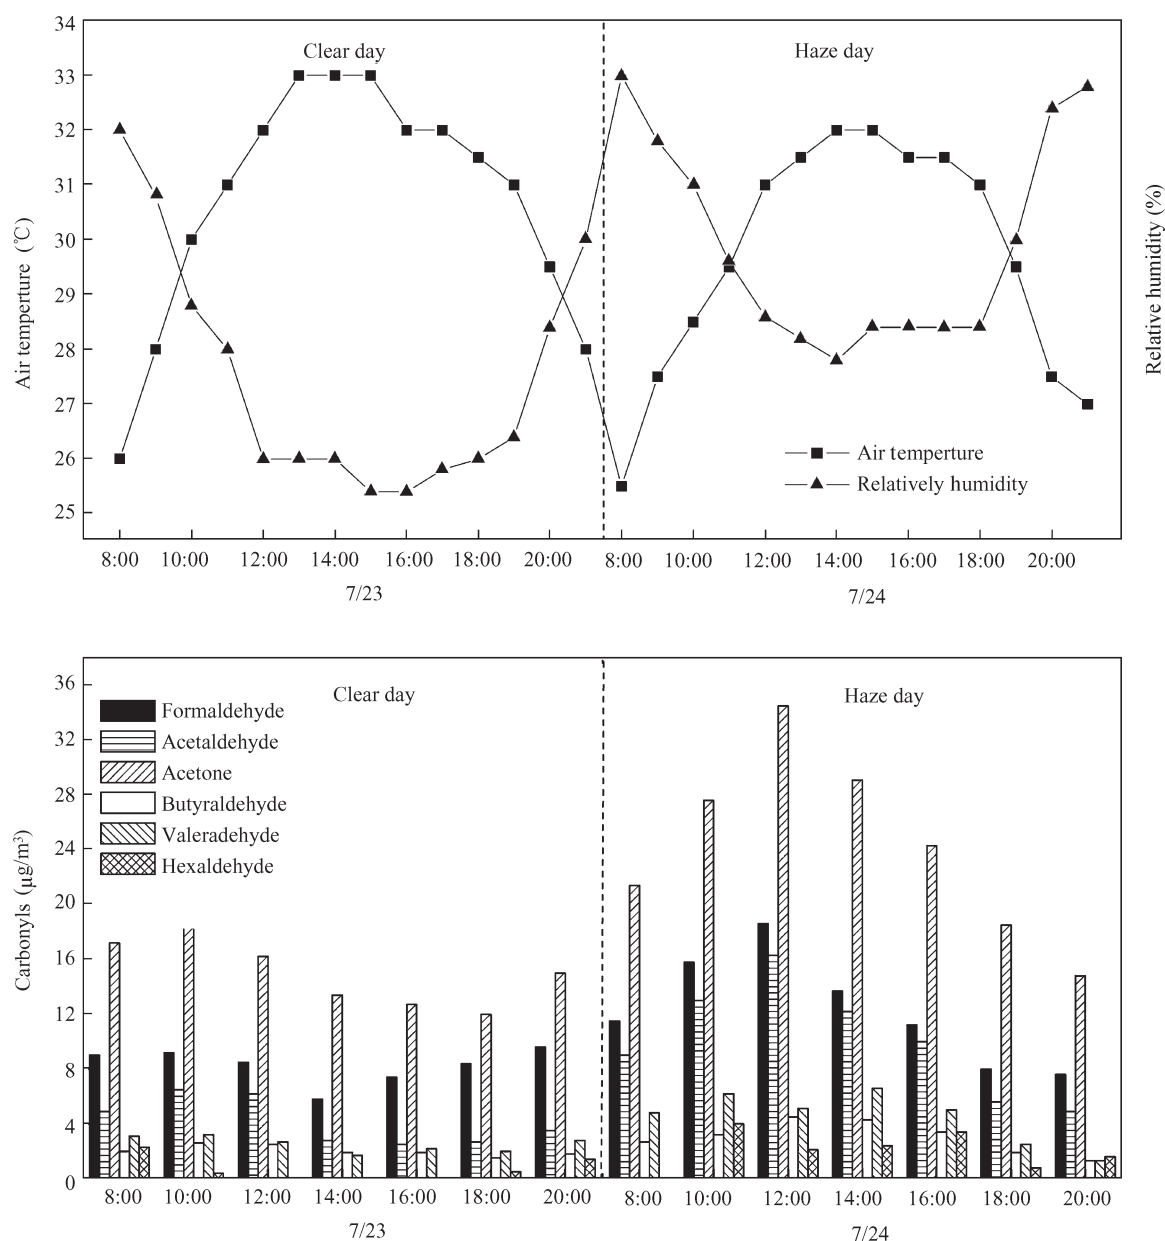 34
33
32
31
30
29
28
27
26
25
Air temperture (℃)
Relative humidity (%)
Clear day
Haze day
Air temperture
Relatively humidity
8:00 10:00 12:00 14:00 16:00 18:00 20:00 8:00 10:00 12:00 14:00 16:00 18:00 20:00
7/23 7/24
36
32
28
24
20
16
12
8
4
0
Carbonyls (μg/m³)
Clear day
Haze day
Formaldehyde
Acetaldehyde
Acetone
Butyraldehyde
Valeradehyde
Hexaldehyde
8:00 10:00 12:00 14:00 16:00 18:00 20:00 8:00 10:00 12:00 14:00 16:00 18:00 20:00
7/23 7/24